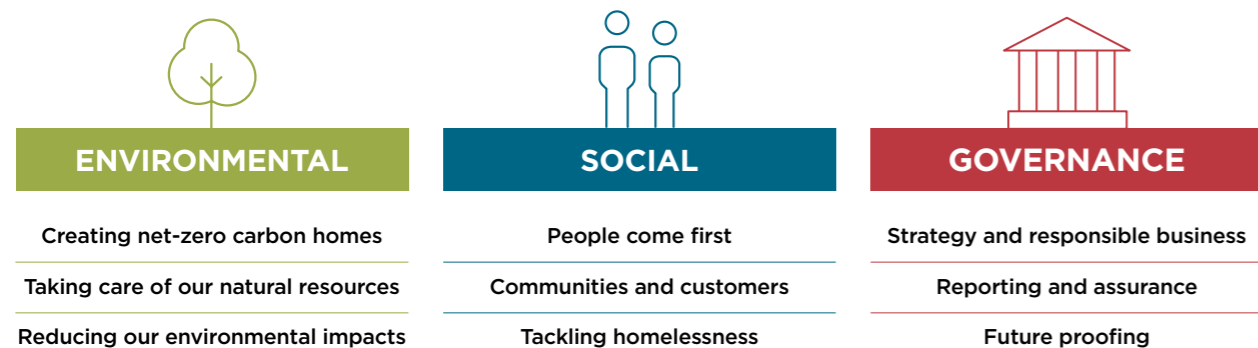 ENVIRONMENTAL
Creating net-zero carbon homes
Taking care of our natural resources
Reducing our environmental impacts
SOCIAL
People come first
Communities and customers
Tackling homelessness
GOVERNANCE
Strategy and responsible business
Reporting and assurance
Future proofing